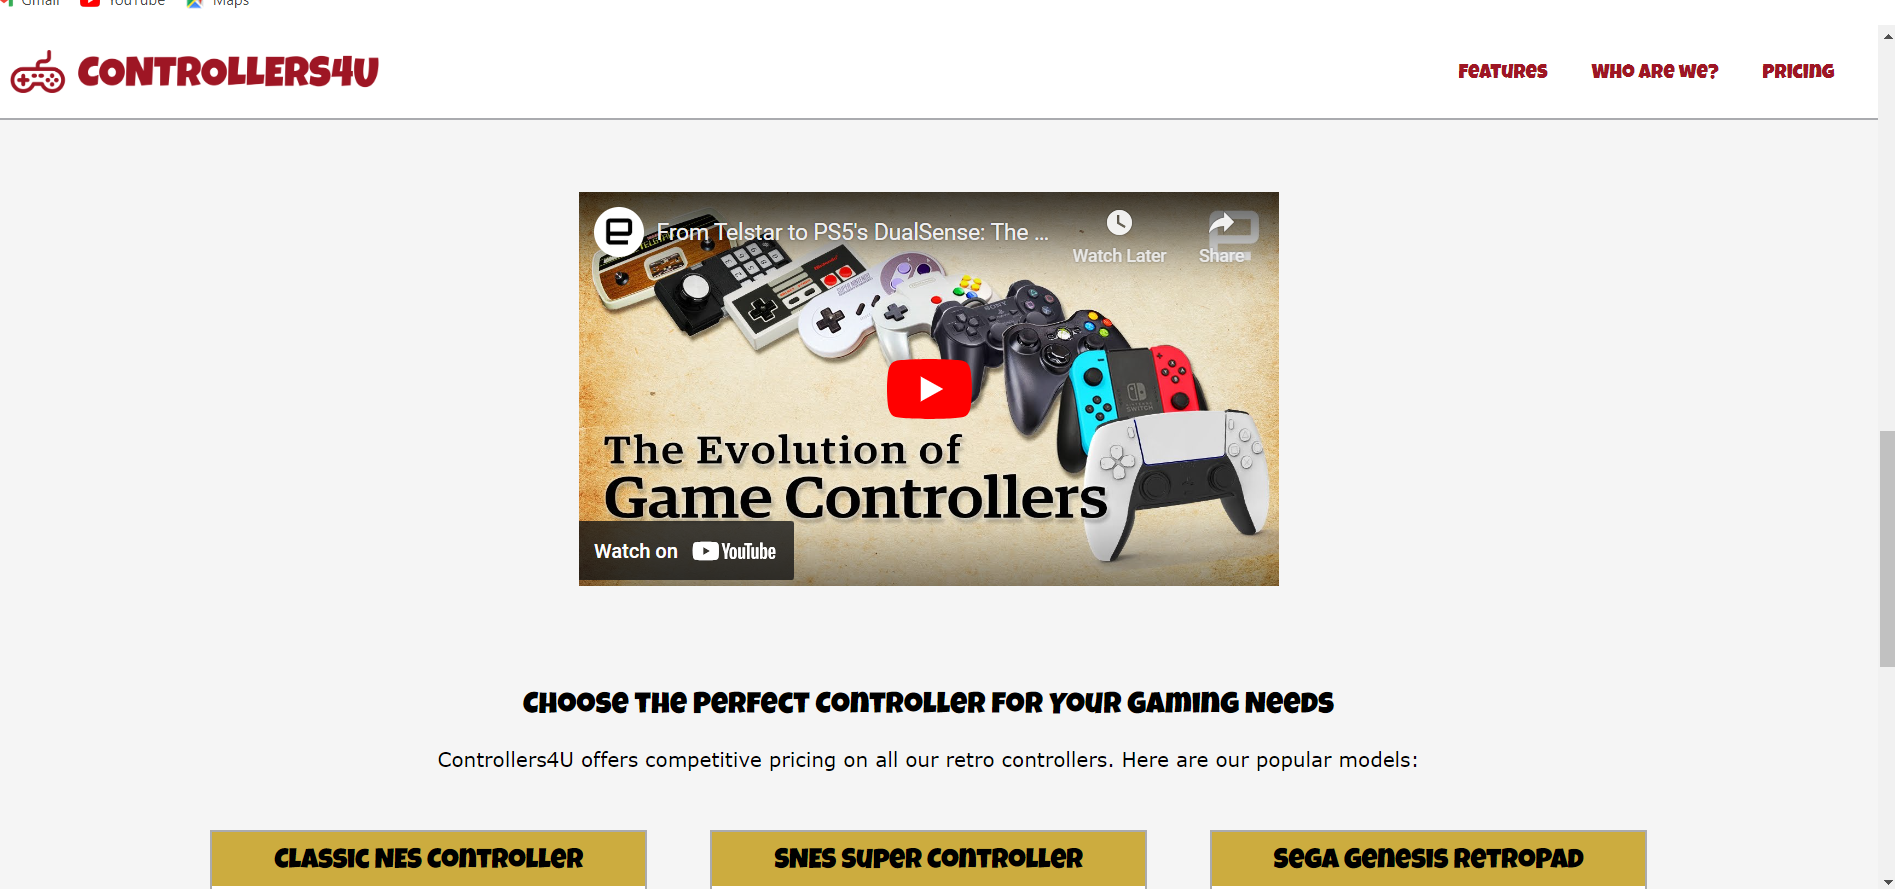 Gmail YouTube Maps
CONTROLLERS4U
Features Who Are We? Pricing
From Telstar to PS5's DualSense: The ...
Watch Later Share
The Evolution of
Game Controllers
Watch on YouTube
Choose the Perfect Controller for Your Gaming Needs
Controllers4U offers competitive pricing on all our retro controllers. Here are our popular models:
Classic NES Controller
SNES Super Controller
Sega Genesis RetroPad